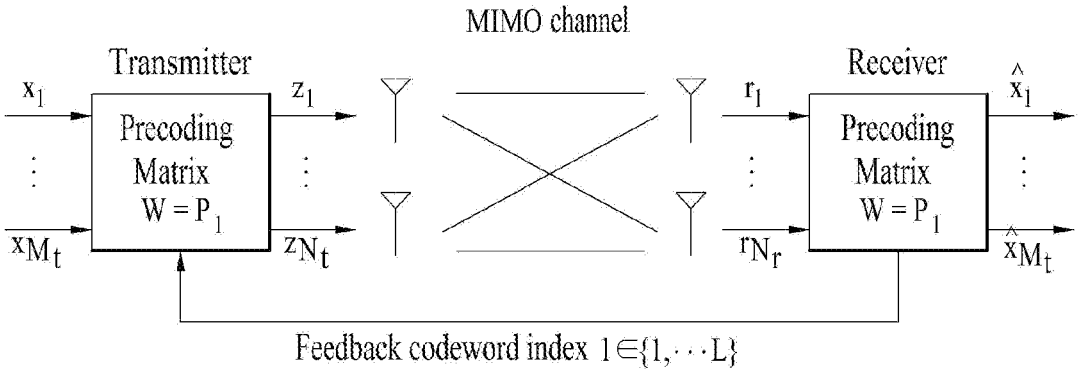 MIMO channel
Transmitter
Receiver
x1
z1
r1
x̂1
Precoding
Matrix
W = P1
Precoding
Matrix
W = P1
⋮
⋮
⋮
⋮
xMt
zNt
rNr
x̂Mt
Feedback codeword index 1∈{1,⋯L}